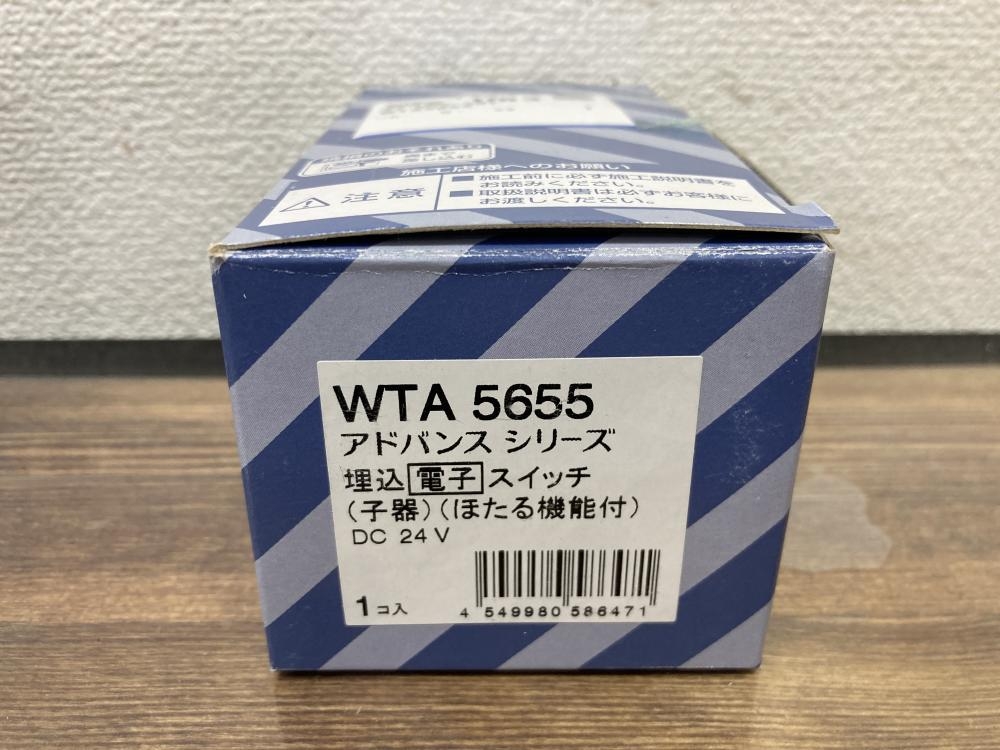 施工店様へのお願い
注意
■施工前に必ず施工説明書を
お読みください。
■取扱説明書は必ずお客様に
お渡しください。
WTA 5655
アドバンス シリーズ
埋込 電子 スイッチ
(子器)(ほたる機能付)
DC 24V
1コ入
4 549980 586471